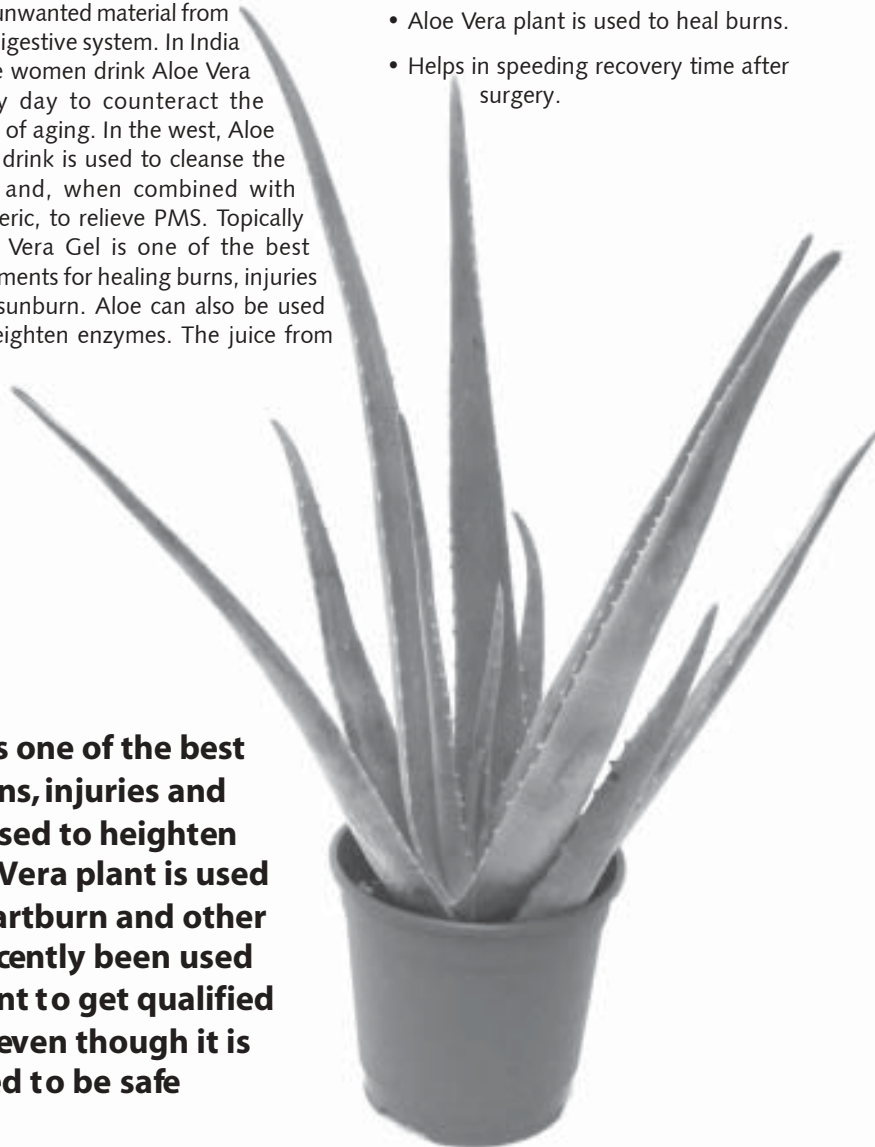 unwanted material from
igestive system. In India
e women drink Aloe Vera
y day to counteract the
of aging. In the west, Aloe
drink is used to cleanse the
and, when combined with
eric, to relieve PMS. Topically
Vera Gel is one of the best
ments for healing burns, injuries
sunburn. Aloe can also be used
eighten enzymes. The juice from
• Aloe Vera plant is used to heal burns.
• Helps in speeding recovery time after
surgery.
s one of the best
ns, injuries and
sed to heighten
Vera plant is used
artburn and other
cently been used
nt to get qualified
even though it is
ed to be safe